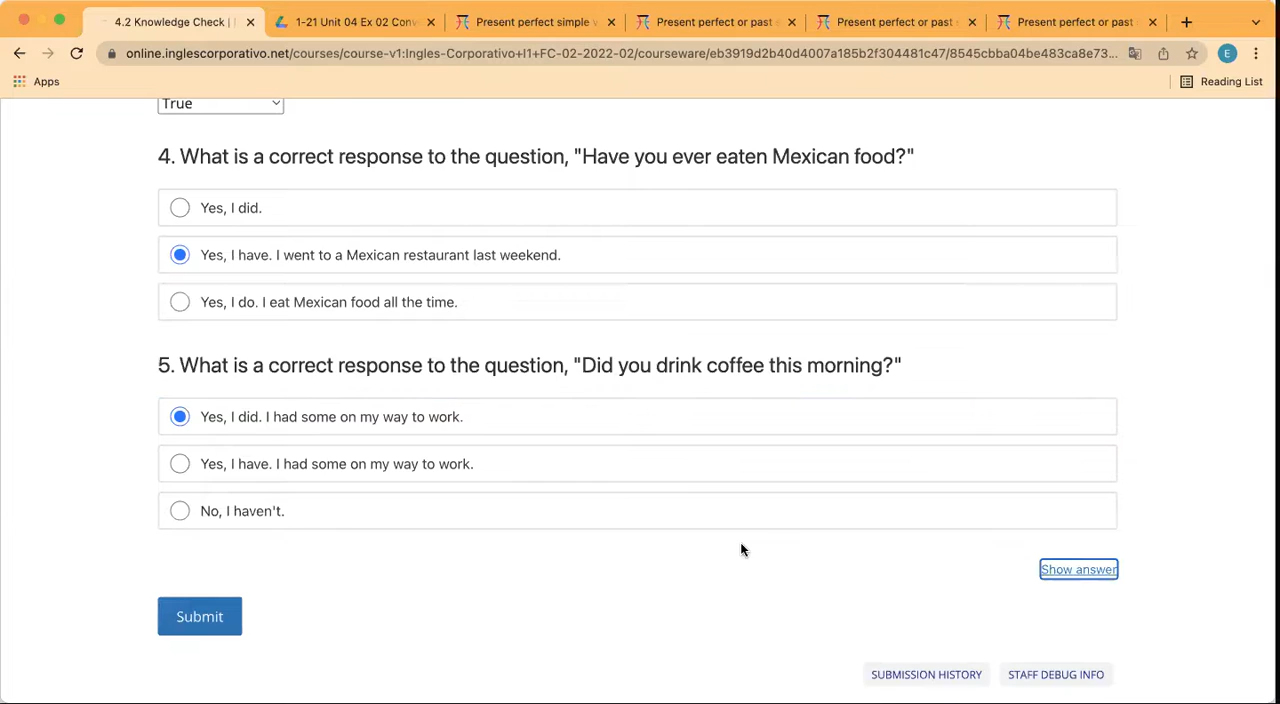 4.2 Knowledge Check |
1-21 Unit 04 Ex 02 Conv
Present perfect simple v
Present perfect or past s
Present perfect or past s
Present perfect or past
online.inglescorporativo.net/courses/course-v1:Ingles-Corporativo+I1+FC-02-2022-02/courseware/eb3919d2b40d4007a185b2f304481c47/8545cbba04be483ca8e73...
E
Apps
Reading List
True
4. What is a correct response to the question, "Have you ever eaten Mexican food?"
Yes, I did.
Yes, I have. I went to a Mexican restaurant last weekend.
Yes, I do. I eat Mexican food all the time.
5. What is a correct response to the question, "Did you drink coffee this morning?"
Yes, I did. I had some on my way to work.
Yes, I have. I had some on my way to work.
No, I haven't.
Show answer
Submit
SUBMISSION HISTORY
STAFF DEBUG INFO